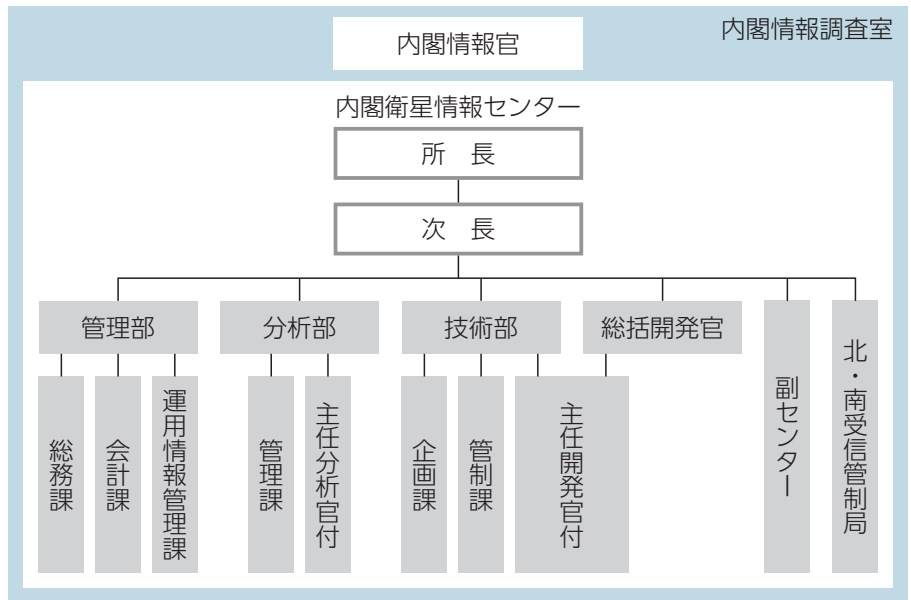 内閣情報調査室
内閣情報官
内閣衛星情報センター
所　長
次　長
管理部
分析部
技術部
総括開発官
副センター
北・南受信管制局
総務課
会計課
運用情報管理課
管理課
主任分析官付
企画課
管制課
主任開発官付